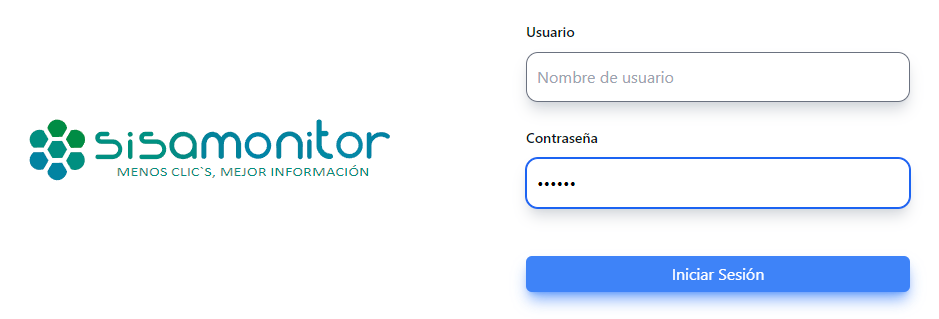 sisamonitor
MENOS CLIC`S, MEJOR INFORMACIÓN
Usuario
Nombre de usuario
Contraseña
••••••
Iniciar Sesión